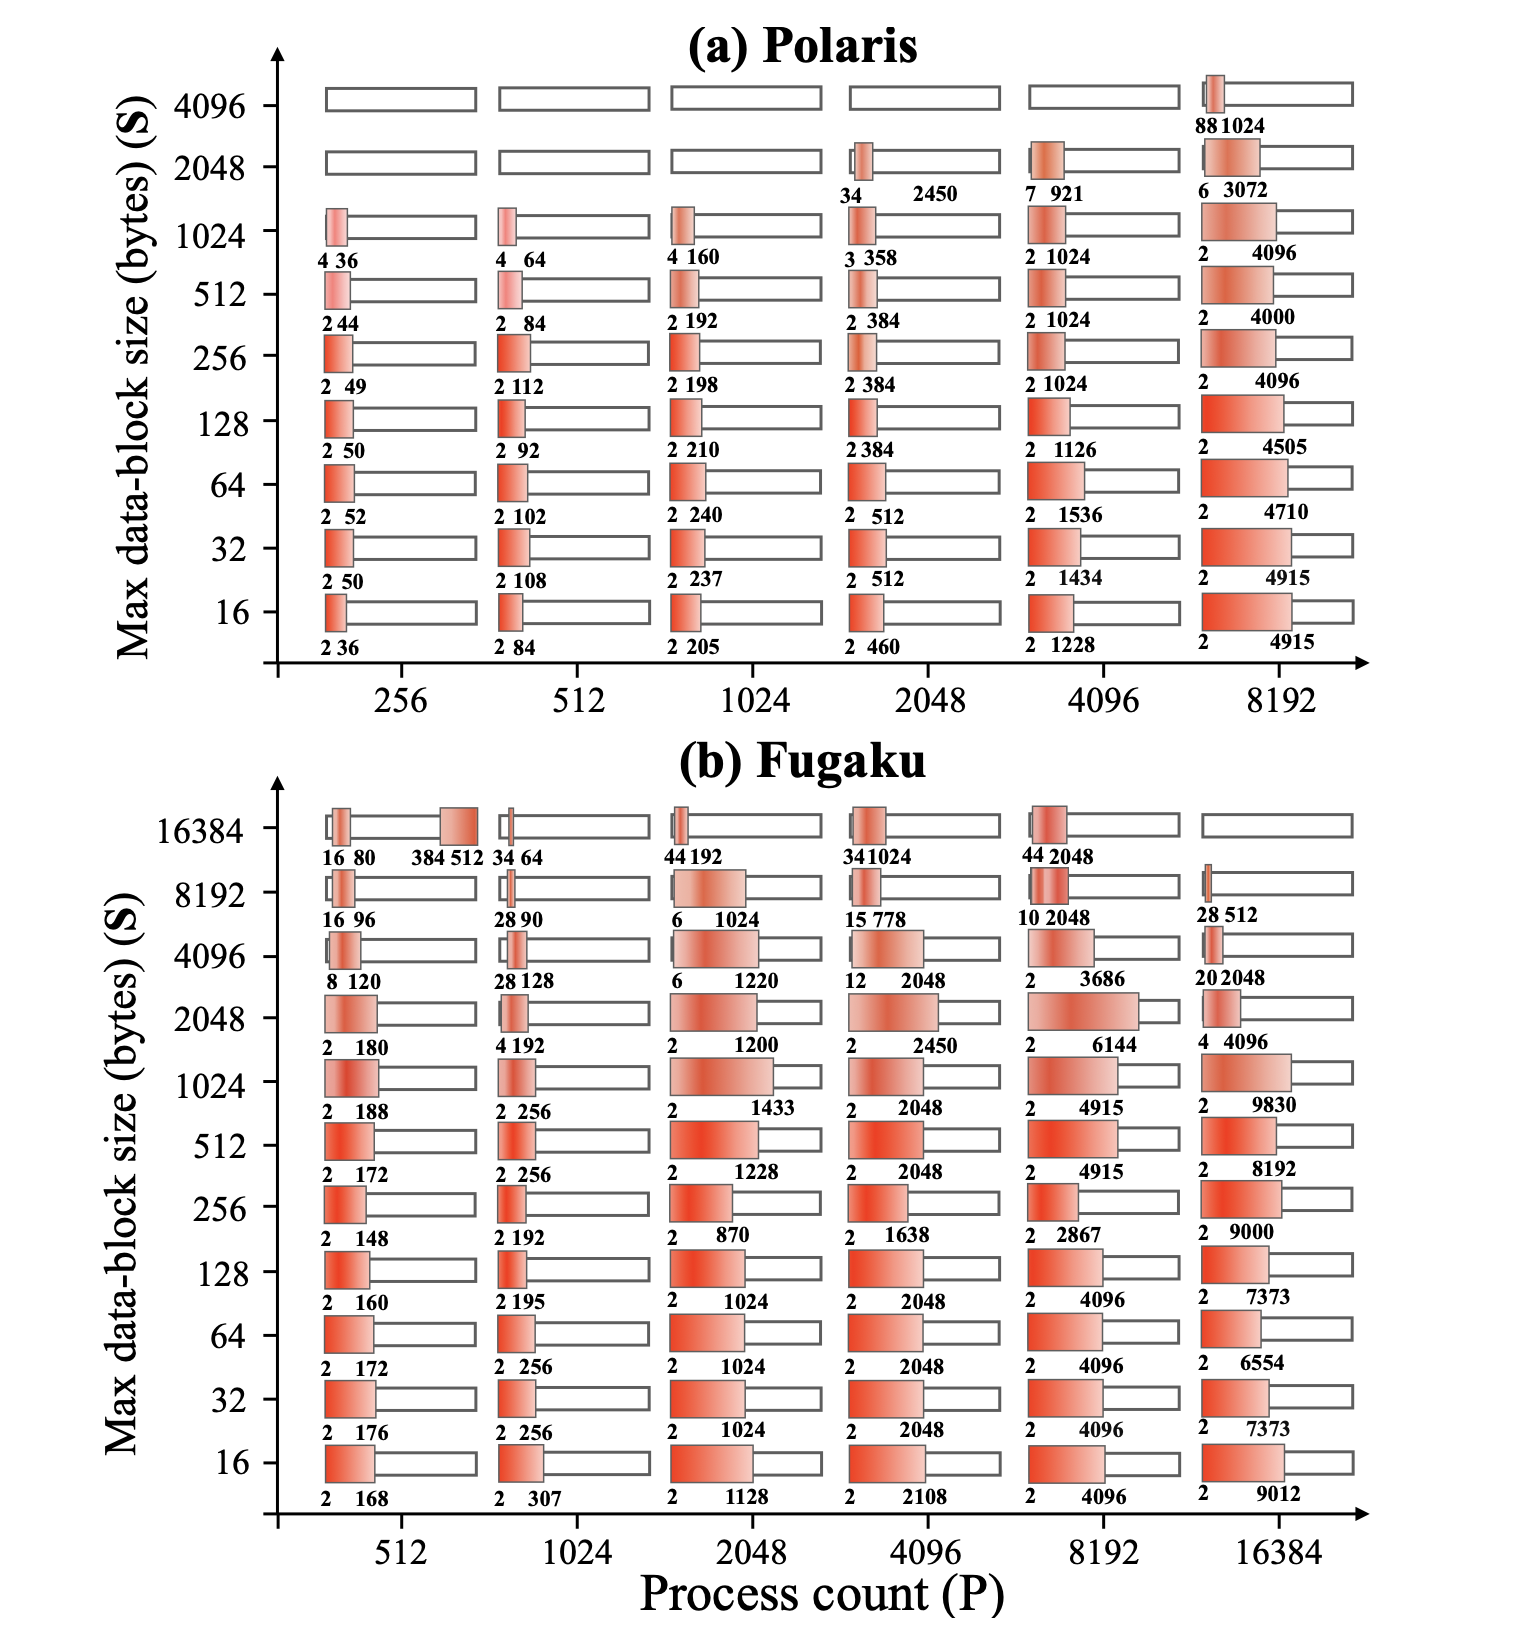 (a) Polaris
Max data-block size (bytes) (S)
4096
88 1024
2048
34 2450 7 921 6 3072
1024
4 36 4 64 4 160 3 358 2 1024 2 4096
512
2 44 2 84 2 192 2 384 2 1024 2 4000
256
2 49 2 112 2 198 2 384 2 1024 2 4096
128
2 50 2 92 2 210 2 384 2 1126 2 4505
64
2 52 2 102 2 240 2 512 2 1536 2 4710
32
2 50 2 108 2 237 2 512 2 1434 2 4915
16
2 36 2 84 2 205 2 460 2 1228 2 4915
256 512 1024 2048 4096 8192
(b) Fugaku
Max data-block size (bytes) (S)
16384
16 80 384 512 34 64 44 192 34 1024 44 2048
8192
16 96 28 90 6 1024 15 778 10 2048 28 512
4096
8 120 28 128 6 1220 12 2048 2 3686 20 2048
2048
2 180 4 192 2 1200 2 2450 2 6144 4 4096
1024
2 188 2 256 2 1433 2 2048 2 4915 2 9830
512
2 172 2 256 2 1228 2 2048 2 4915 2 8192
256
2 148 2 192 2 870 2 1638 2 2867 2 9000
128
2 160 2 195 2 1024 2 2048 2 4096 2 7373
64
2 172 2 256 2 1024 2 2048 2 4096 2 6554
32
2 176 2 256 2 1024 2 2048 2 4096 2 7373
16
2 168 2 307 2 1128 2 2108 2 4096 2 9012
512 1024 2048 4096 8192 16384
Process count (P)